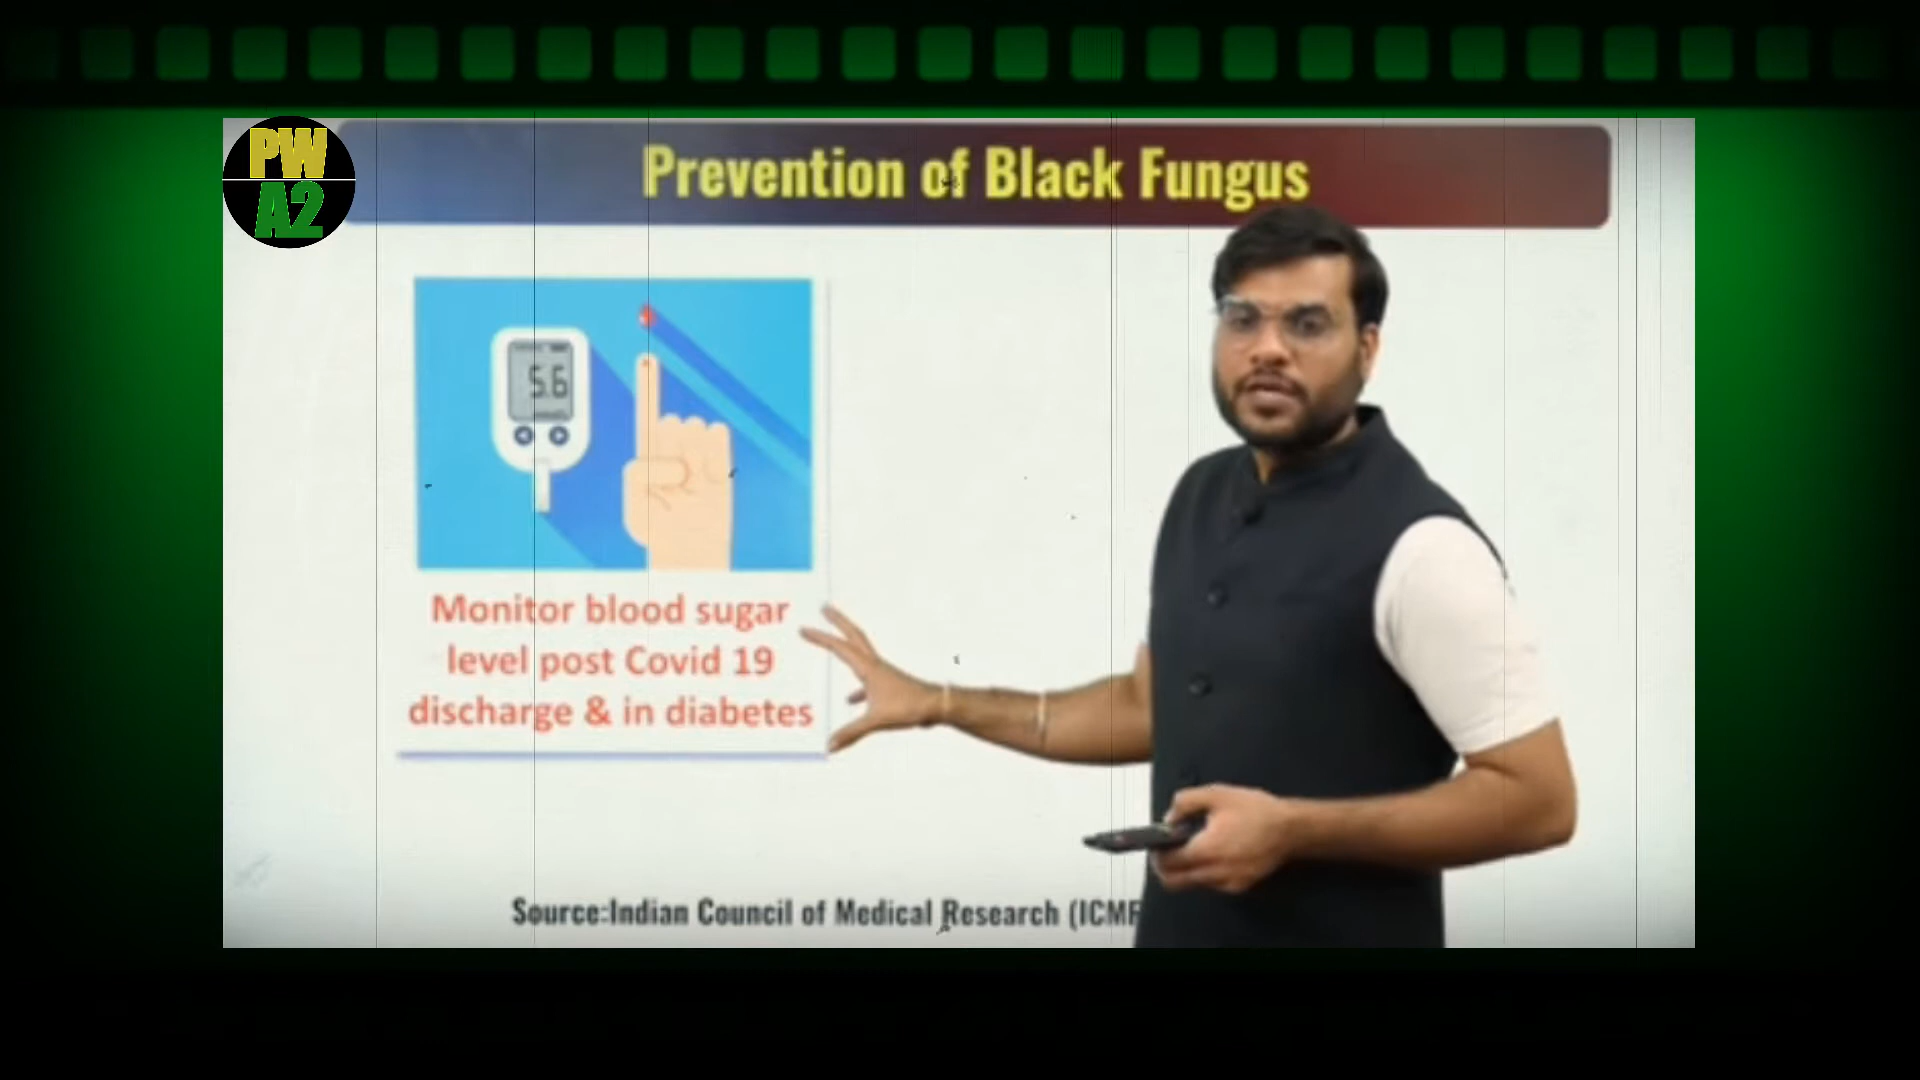 PW
A2
Prevention of Black Fungus
5.6
Monitor blood sugar
level post Covid 19
discharge & in diabetes
Source:Indian Council of Medical Research (ICMR